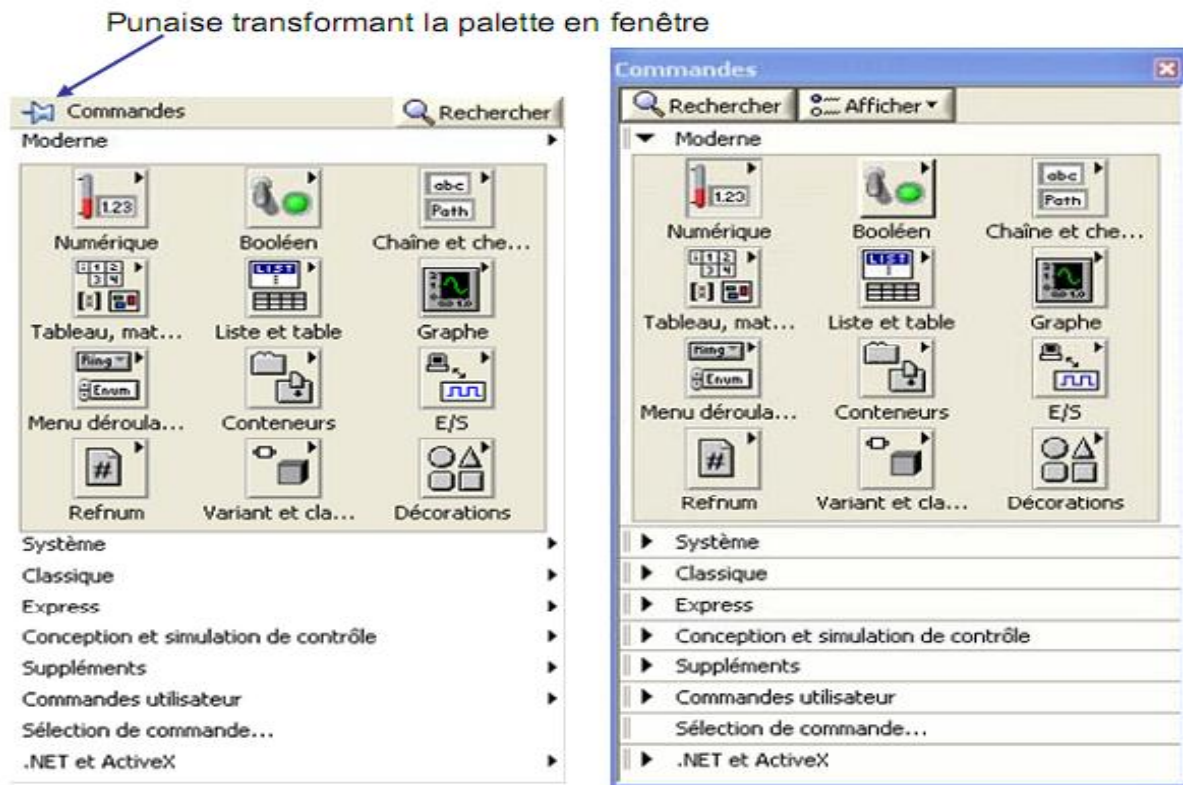 Punaise transformant la palette en fenêtre
Commandes
Rechercher
Moderne
1.23
abc
Path
Numérique
Booléen
Chaîne et che...
LIST
Tableau, mat...
Liste et table
Graphe
Ring
Enum
Menu déroula...
Conteneurs
E/S
#
Refnum
Variant et cla...
Décorations
Système
Classique
Express
Conception et simulation de contrôle
Suppléments
Commandes utilisateur
Sélection de commande...
.NET et ActiveX
Commandes
Rechercher
Afficher
Moderne
1.23
abc
Path
Numérique
Booléen
Chaîne et che...
LIST
Tableau, mat...
Liste et table
Graphe
Ring
Enum
Menu déroula...
Conteneurs
E/S
#
Refnum
Variant et cla...
Décorations
Système
Classique
Express
Conception et simulation de contrôle
Suppléments
Commandes utilisateur
Sélection de commande...
.NET et ActiveX